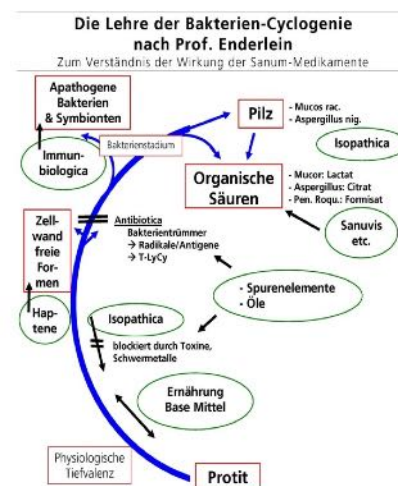 Die Lehre der Bakterien-Cyclogenie
nach Prof. Enderlein
Zum Verständnis der Wirkung der Sanum-Medikamente
Apathogene
Bakterien
& Symbionten
Pilz
- Mucos rac.
- Aspergillus nig.
Bakterienstadium
Immun-
biologica
Isopathica
Organische
Säuren
- Mucor: Lactat
- Aspergillus: Citrat
- Pen. Roqu.: Formisat
Zell-
wand
freie
For-
men
Antibiotica
Bakterientrümmer
→ Radikale/Antigene
→ T-LyCy
Sanuvis
etc.
- Spurenelemente
- Öle
Hap-
tene
Isopathica
blockiert durch Toxine,
Schwermetalle
Ernährung
Base Mittel
Physiologische
Tiefvalenz
Protit